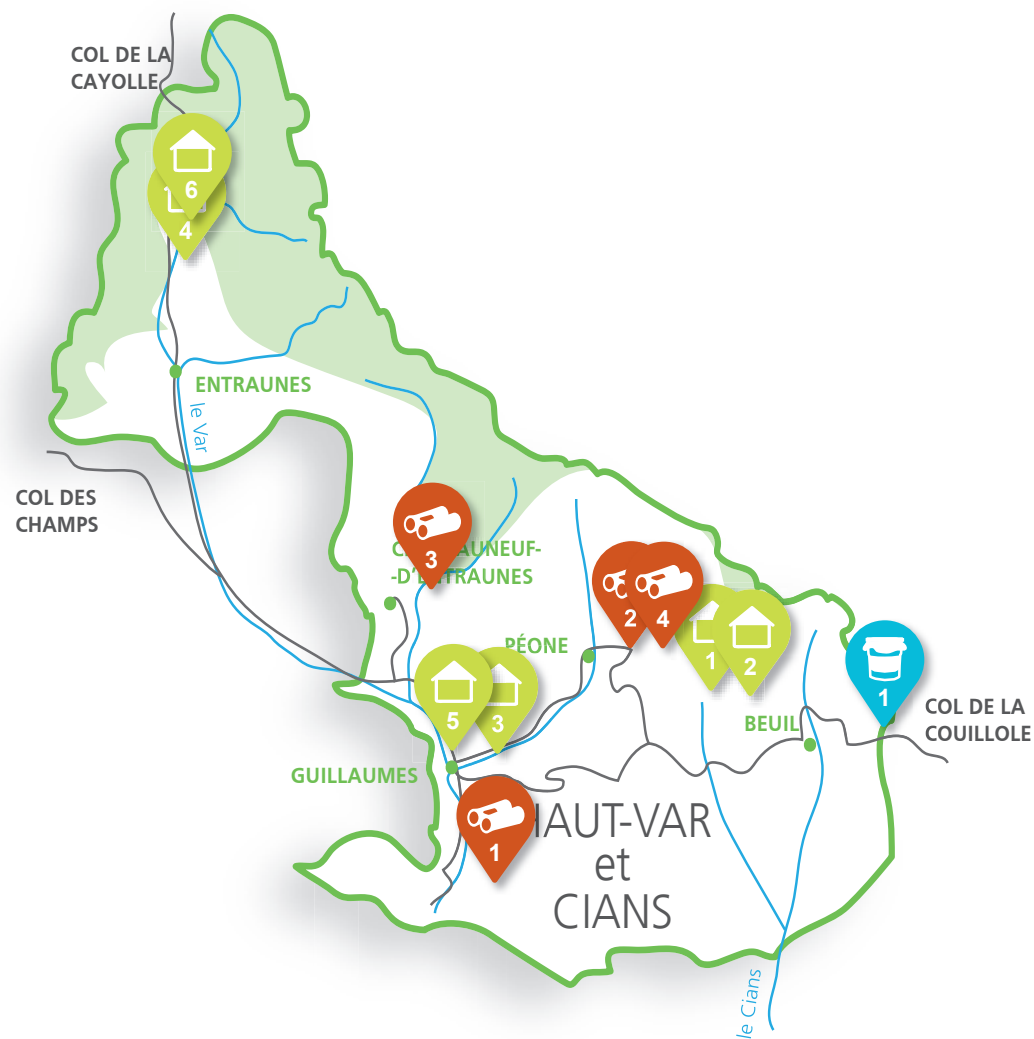 COL DE LA
CAYOLLE
6
4
ENTRAUNES
le Var
COL DES
CHAMPS
3
-D'ENTRAUNES
2
4
1
2
PÉONE
1
COL DE LA
COUILLOLE
5
3
BEUIL
GUILLAUMES
1
HAUT-VAR
et
CIANS
le Cians